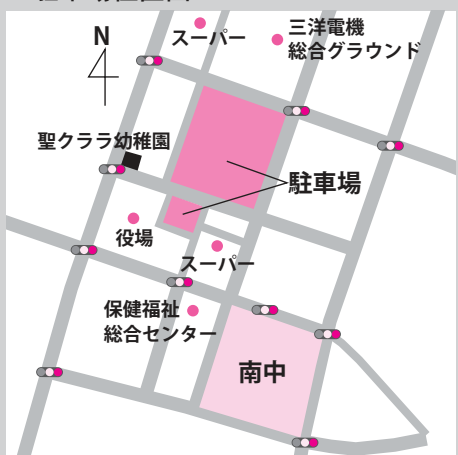 N
スーパー
三洋電機
総合グラウンド
聖クララ幼稚園
駐車場
役場
スーパー
保健福祉
総合センター
南中